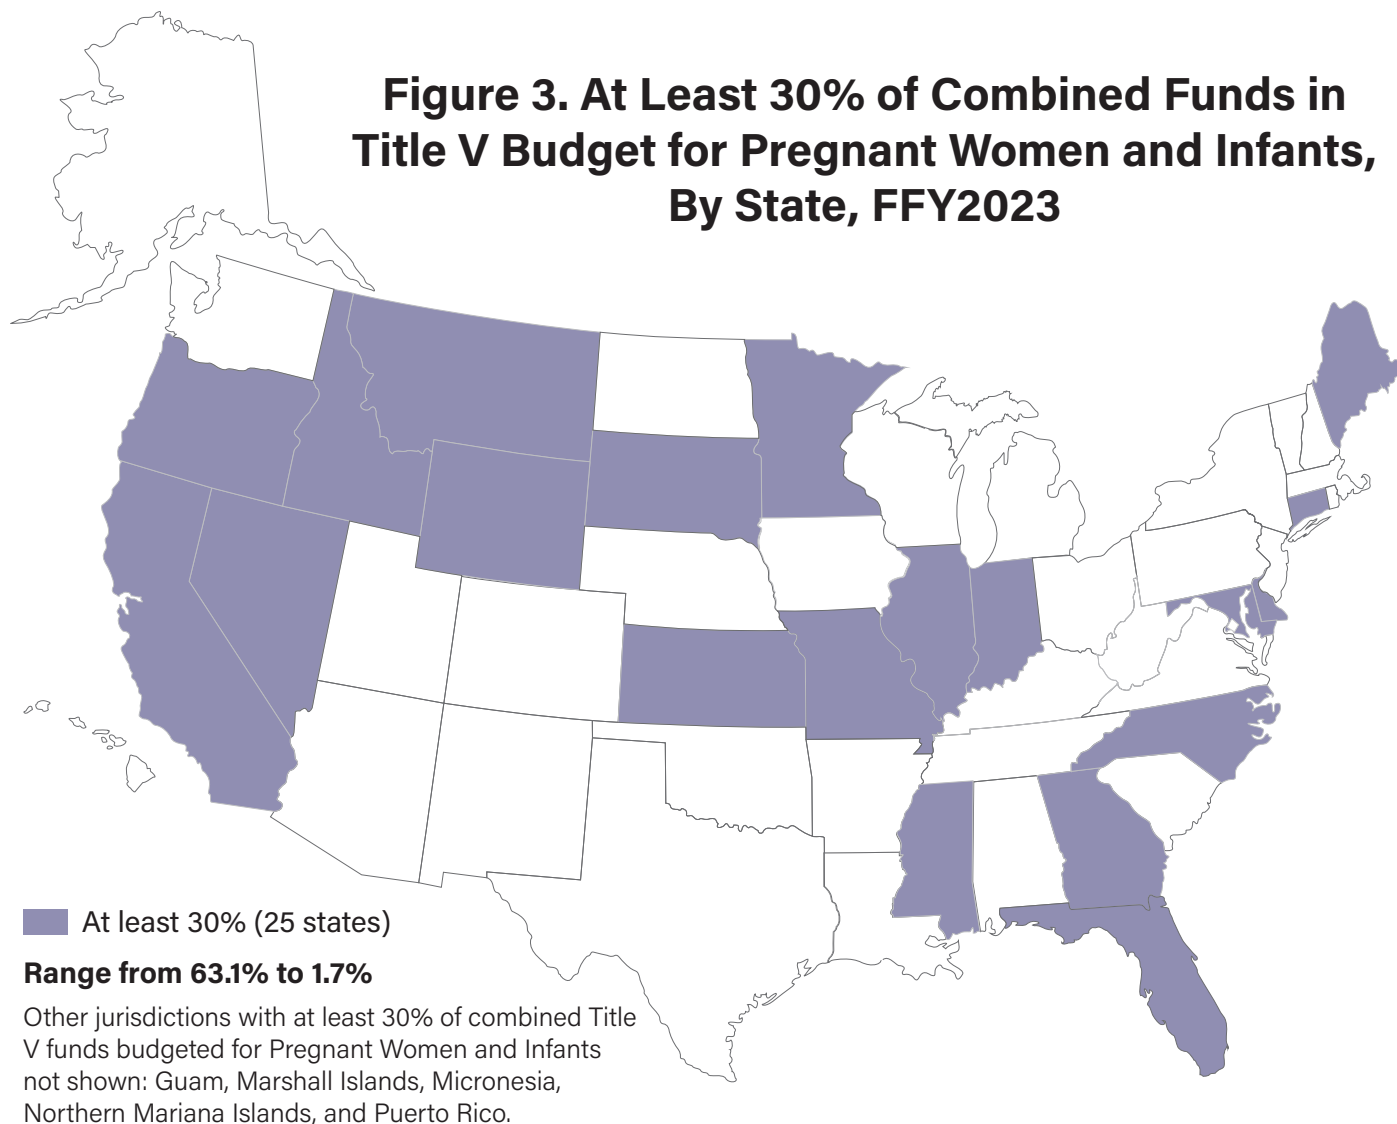 Figure 3. At Least 30% of Combined Funds in
Title V Budget for Pregnant Women and Infants,
By State, FFY2023
At least 30% (25 states)
Range from 63.1% to 1.7%
Other jurisdictions with at least 30% of combined Title
V funds budgeted for Pregnant Women and Infants
not shown: Guam, Marshall Islands, Micronesia,
Northern Mariana Islands, and Puerto Rico.